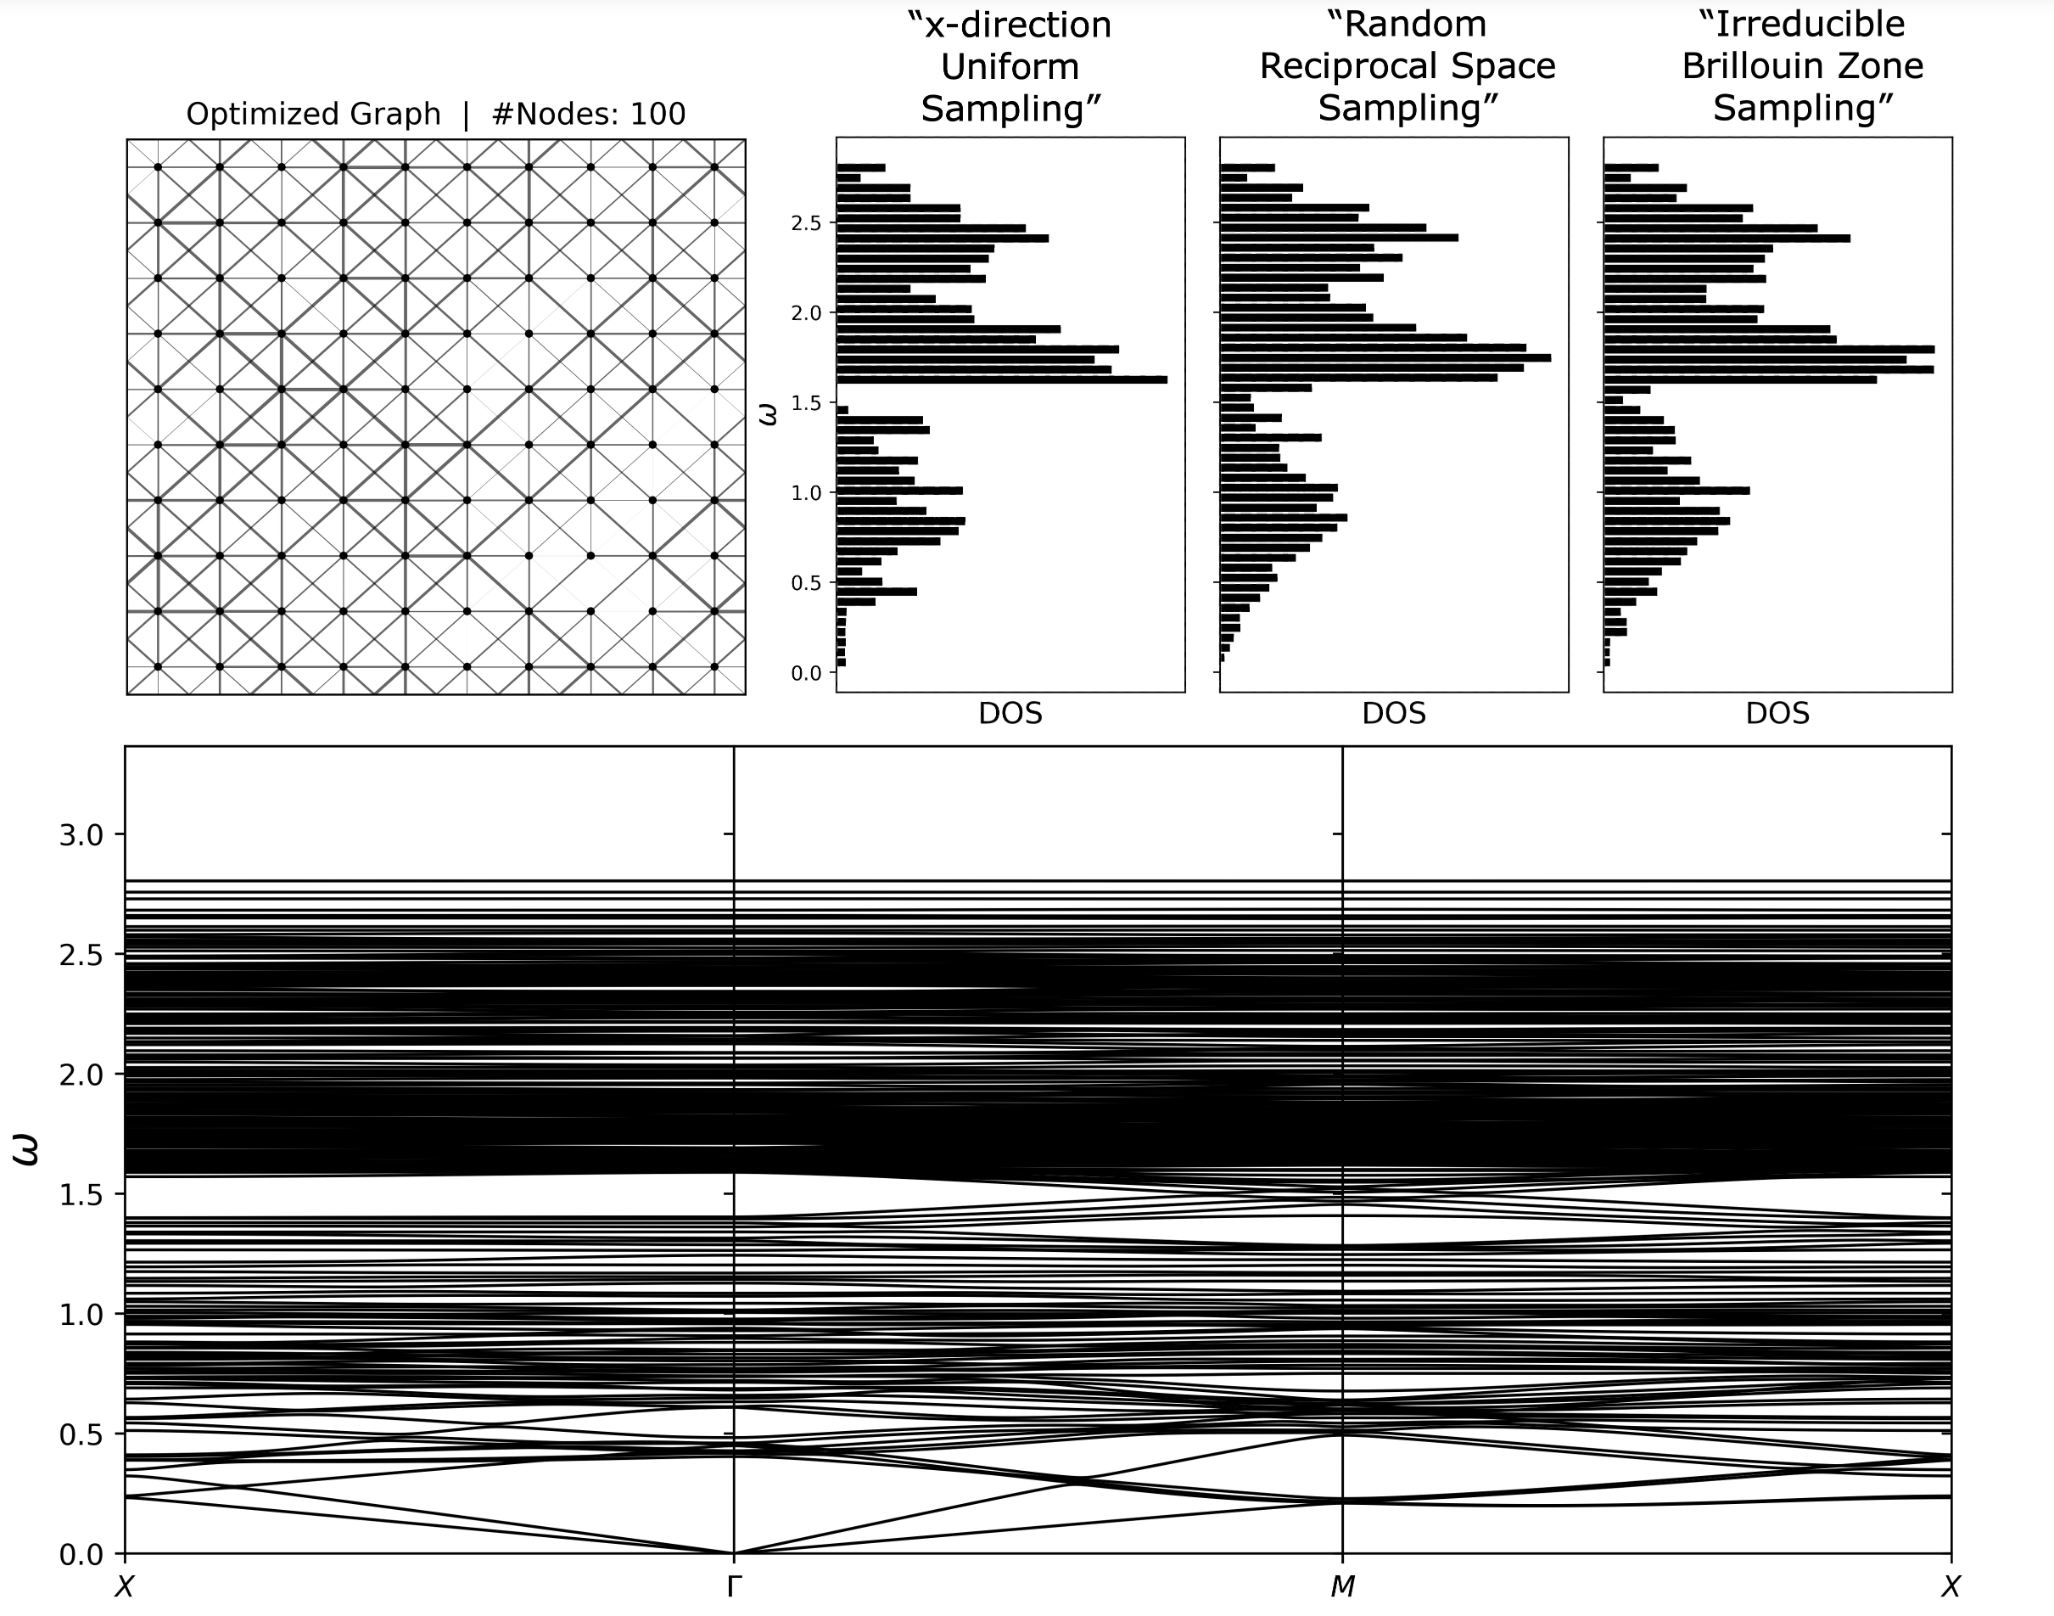 “x-direction
Uniform
Sampling”
“Random
Reciprocal Space
Sampling”
“Irreducible
Brillouin Zone
Sampling”
Optimized Graph | #Nodes: 100
2.5
2.0
1.5
1.0
0.5
0.0
ω
DOS
DOS
DOS
3.0
2.5
2.0
1.5
1.0
0.5
0.0
ω
X
Γ
M
X